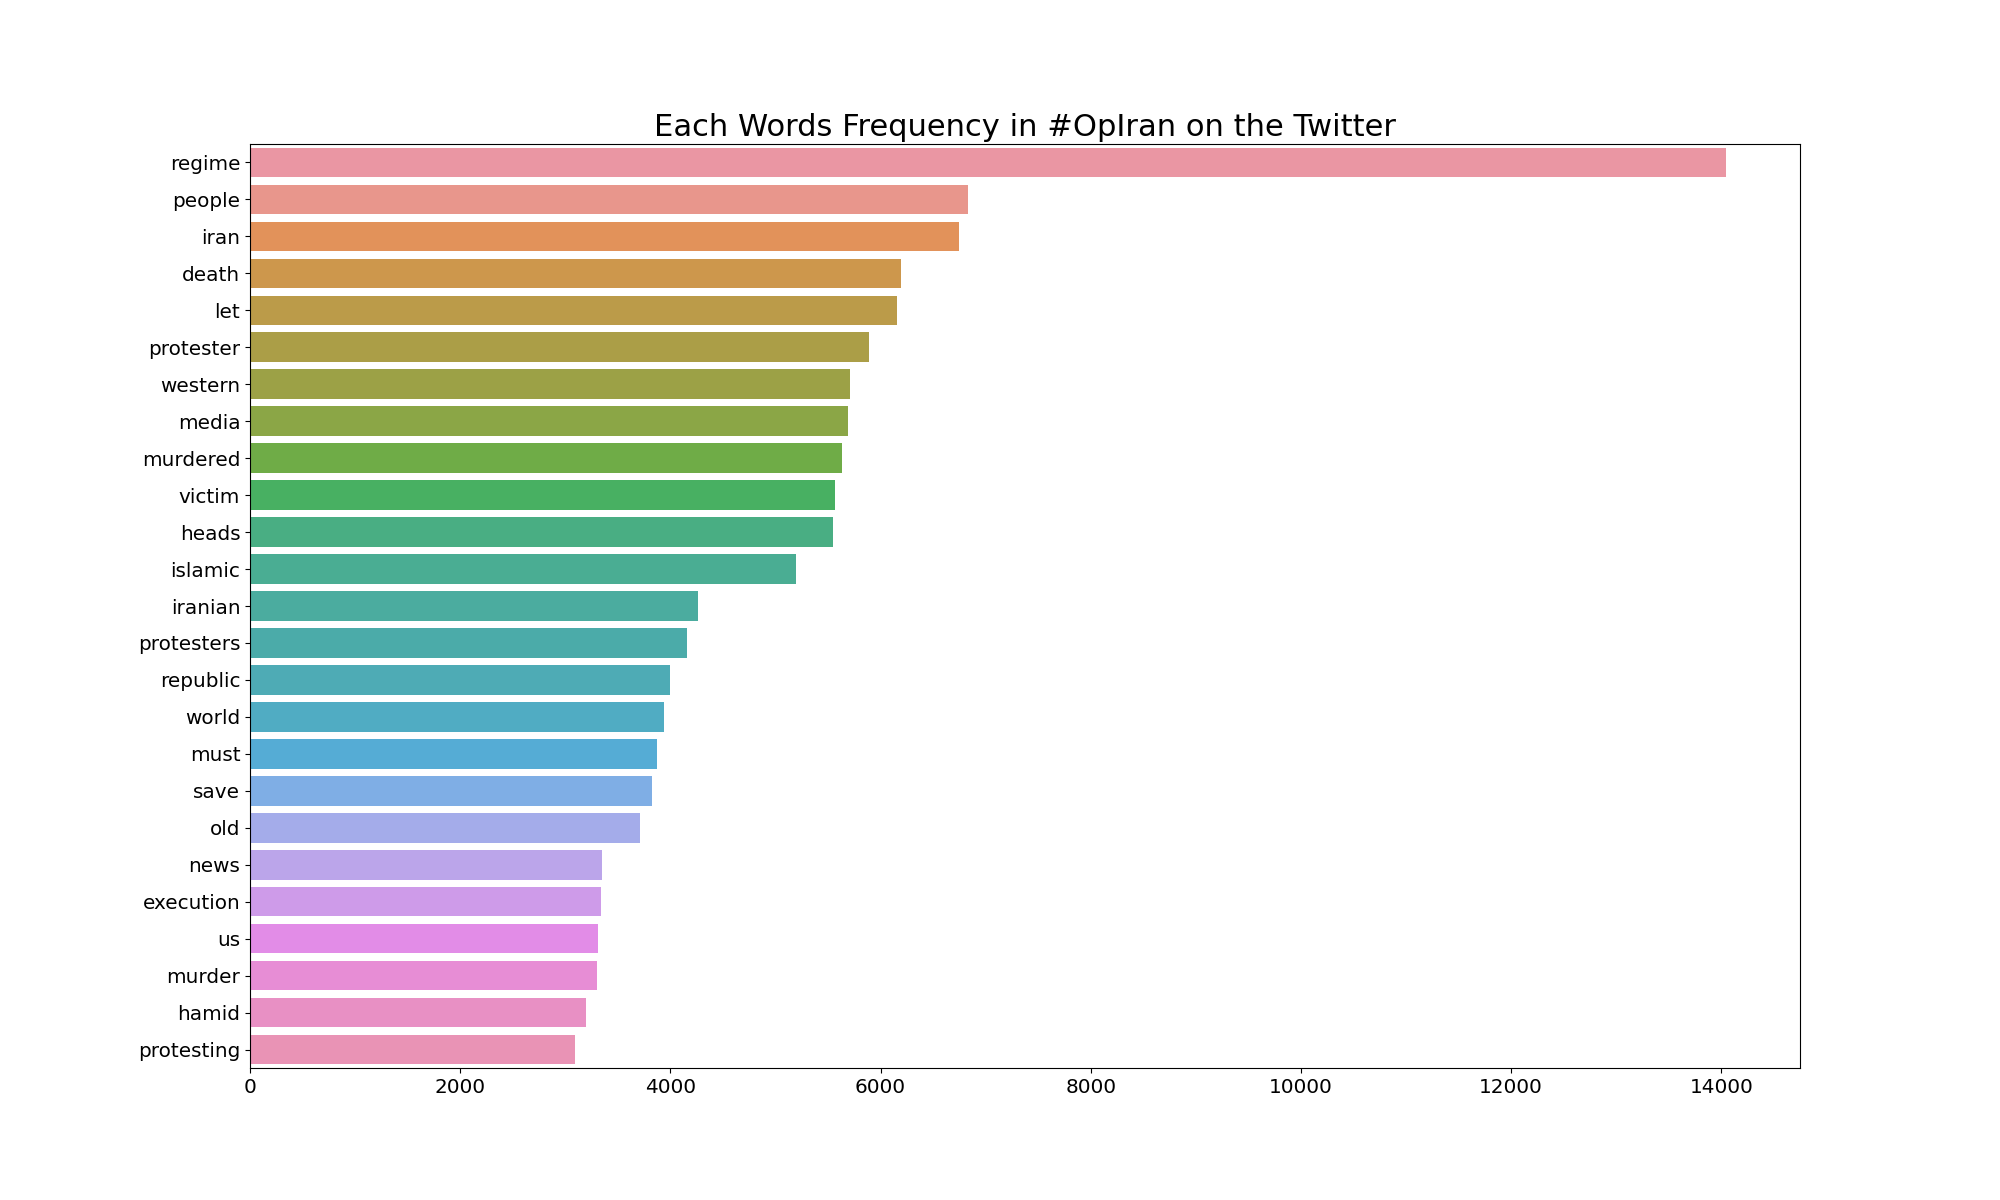 Each Words Frequency in #OpIran on the Twitter
regime
people
iran
death
let
protester
western
media
murdered
victim
heads
islamic
iranian
protesters
republic
world
must
save
old
news
execution
us
murder
hamid
protesting
0 2000 4000 6000 8000 10000 12000 14000